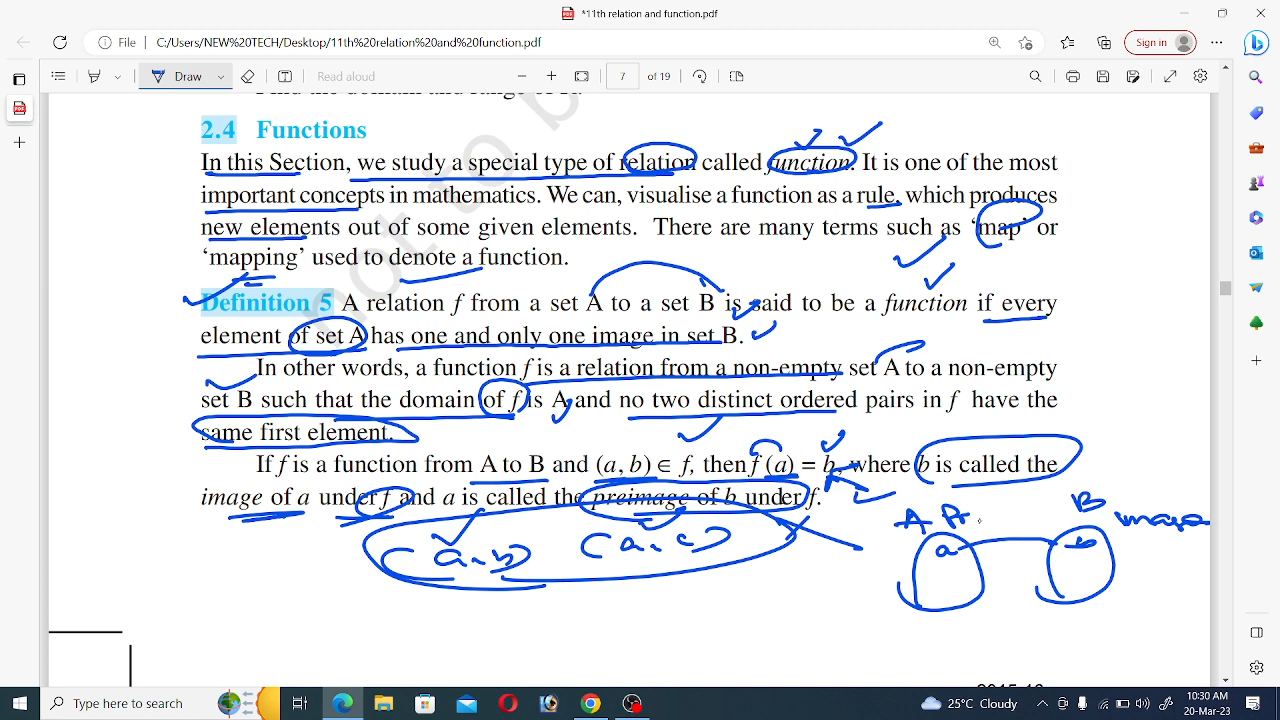 *11th relation and function.pdf
File C:/Users/NEW%20TECH/Desktop/11th%20relation%20and%20function.pdf Sign in
Draw Read aloud 7 of 19
2.4 Functions
In this Section, we study a special type of relation called function. It is one of the most
important concepts in mathematics. We can, visualise a function as a rule, which produces
new elements out of some given elements. There are many terms such as ‘map’ or
‘mapping’ used to denote a function.
Definition 5 A relation f from a set A to a set B is said to be a function if every
element of set A has one and only one image in set B.
In other words, a function f is a relation from a non-empty set A to a non-empty
set B such that the domain of f is A and no two distinct ordered pairs in f have the
same first element.
If f is a function from A to B and (a, b) ∈ f, then f (a) = b, where b is called the
image of a under f and a is called the preimage of b under f.
A B image
(a, b) (a, c) a b
not to b
Type here to search 25°C Cloudy 10:30 AM
20-Mar-23